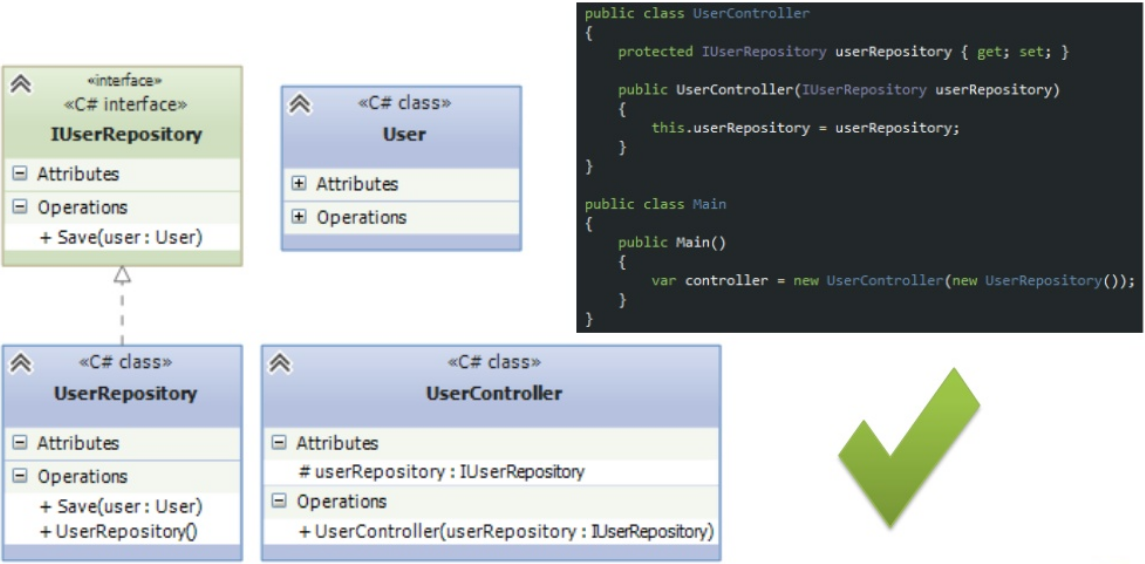 «interface»
«C# interface»
IUserRepository
Attributes
Operations
+ Save(user : User)
«C# class»
User
Attributes
Operations
public class UserController
{
protected IUserRepository userRepository { get; set; }
public UserController(IUserRepository userRepository)
{
this.userRepository = userRepository;
}
}
public class Main
{
public Main()
{
var controller = new UserController(new UserRepository());
}
}
«C# class»
UserRepository
Attributes
Operations
+ Save(user : User)
+ UserRepository()
«C# class»
UserController
Attributes
# userRepository : IUserRepository
Operations
+ UserController(userRepository : IUserRepository)